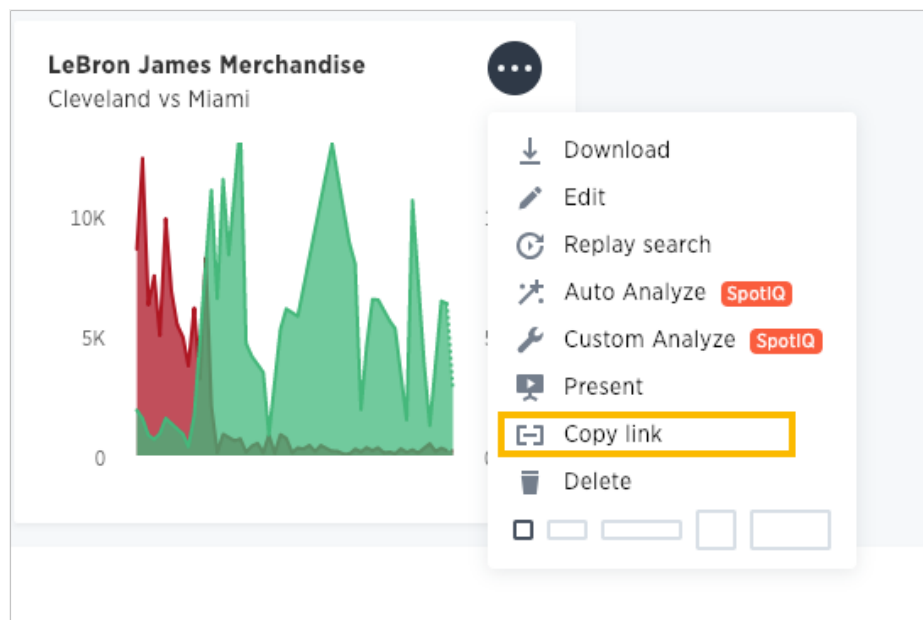 LeBron James Merchandise
Cleveland vs Miami
10K
5K
0
Download
Edit
Replay search
Auto Analyze SpotIQ
Custom Analyze SpotIQ
Present
Copy link
Delete